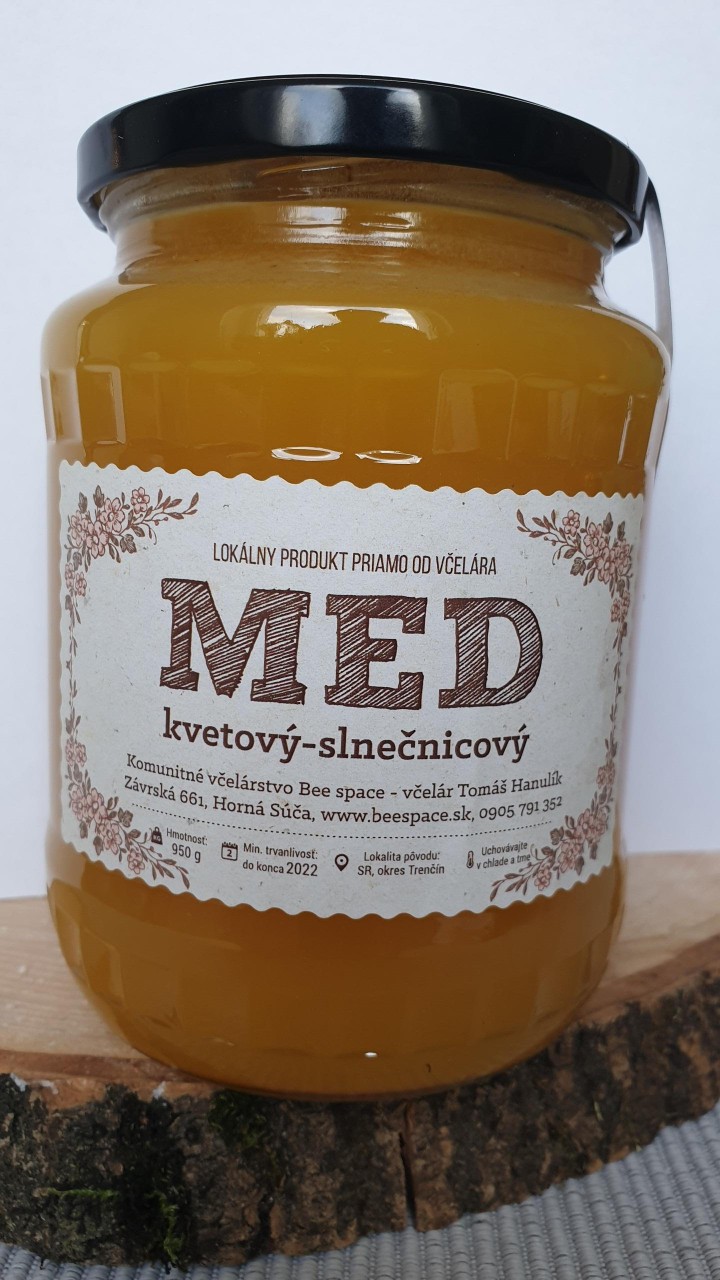 LOKÁLNY PRODUKT PRIAMO OD VČELÁRA
MED
kvetový-slnečnicový
Komunitné včelárstvo Bee space - včelár Tomáš Hanulík
Závrská 661, Horná Súča, www.beespace.sk, 0905 791 352
KG Hmotnosť:
950 g
2 Min. trvanlivosť:
do konca 2022
Lokalita pôvodu:
SR, okres Trenčín
Uchovávajte
v chlade a tme